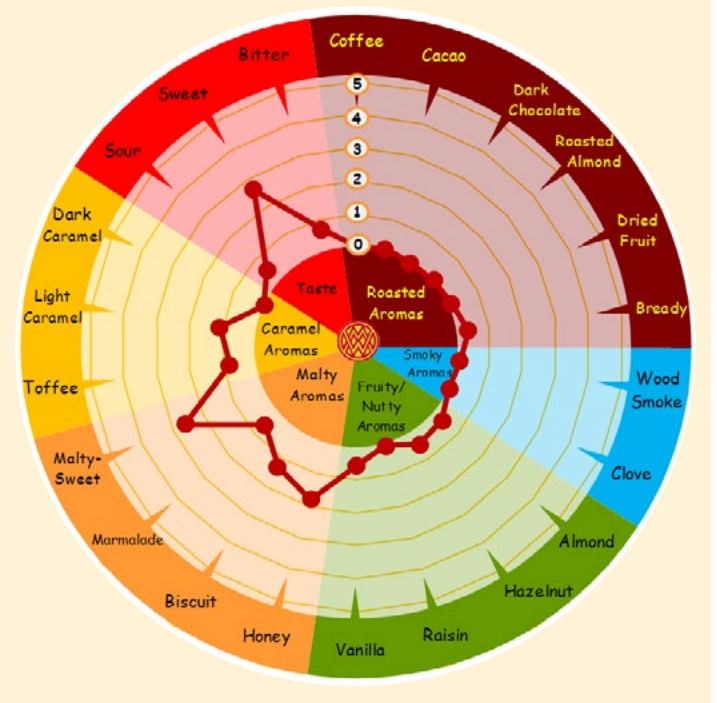 Coffee
Cacao
Dark
Chocolate
Roasted
Almond
Dried
Fruit
Bready
Wood
Smoke
Clove
Almond
Hazelnut
Raisin
Vanilla
Honey
Biscuit
Marmalade
Malty-
Sweet
Toffee
Light
Caramel
Dark
Caramel
Sour
Sweet
Bitter
5
4
3
2
1
0
Taste
Roasted
Aromas
Caramel
Aromas
Smoky
Aromas
Malty
Aromas
Fruity/
Nutty
Aromas